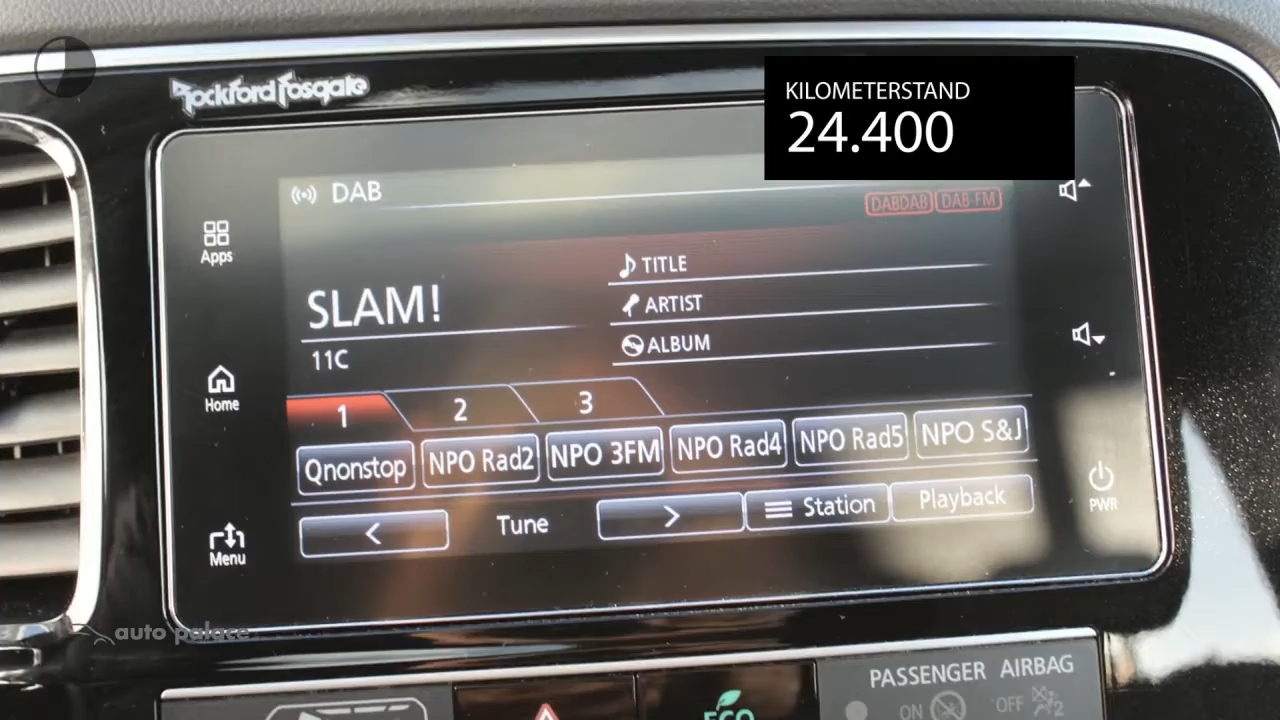 Rockford Fosgate
KILOMETERSTAND
24.400
DAB
DABDAB DAB-FM
Apps
TITLE
SLAM!
ARTIST
11C
ALBUM
Home
1 2 3
Qnonstop NPO Rad2 NPO 3FM NPO Rad4 NPO Rad5 NPO S&J
< Tune > Station Playback
PWR
Menu
auto palace
PASSENGER AIRBAG
ON OFF 2
ECO